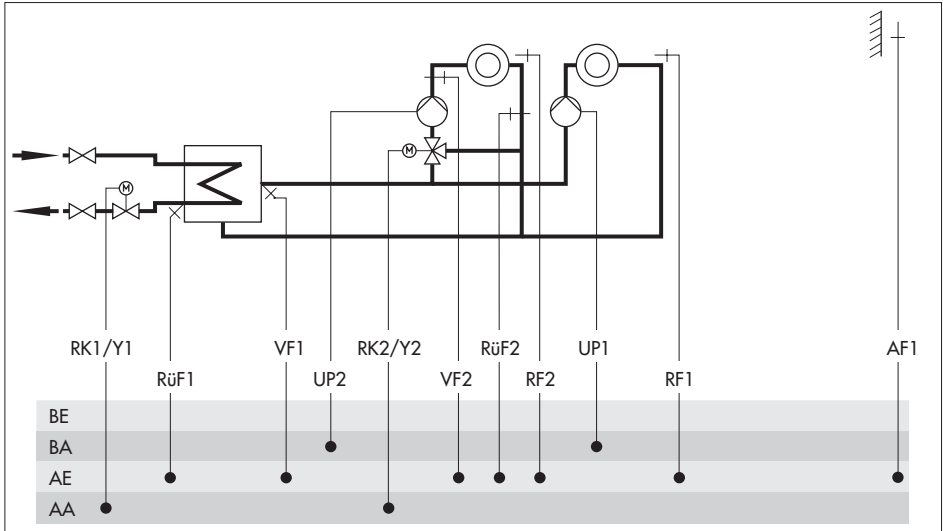 M
M
RK1/Y1 VF1 RK2/Y2 RüF2 UP1 AF1
RüF1 UP2 VF2 RF2 RF1
BE
BA
AE
AA